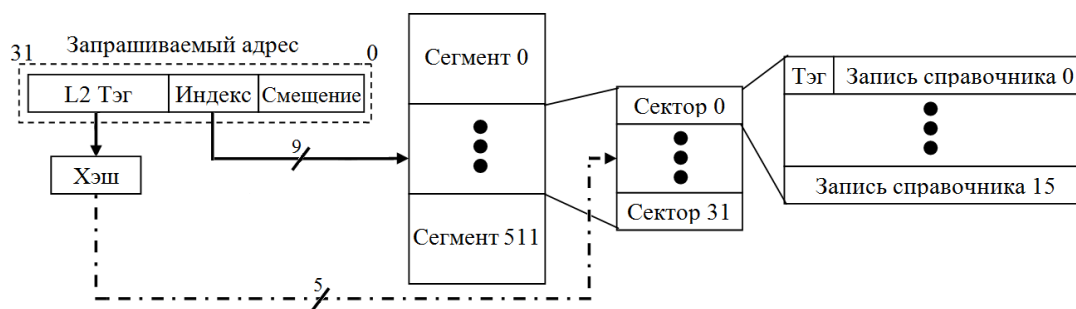 Запрашиваемый адрес
31
0
L2 Тэг
Индекс
Смещение
Хэш
9
5
Сегмент 0
Сегмент 511
Сектор 0
Сектор 31
Тэг
Запись справочника 0
Запись справочника 15